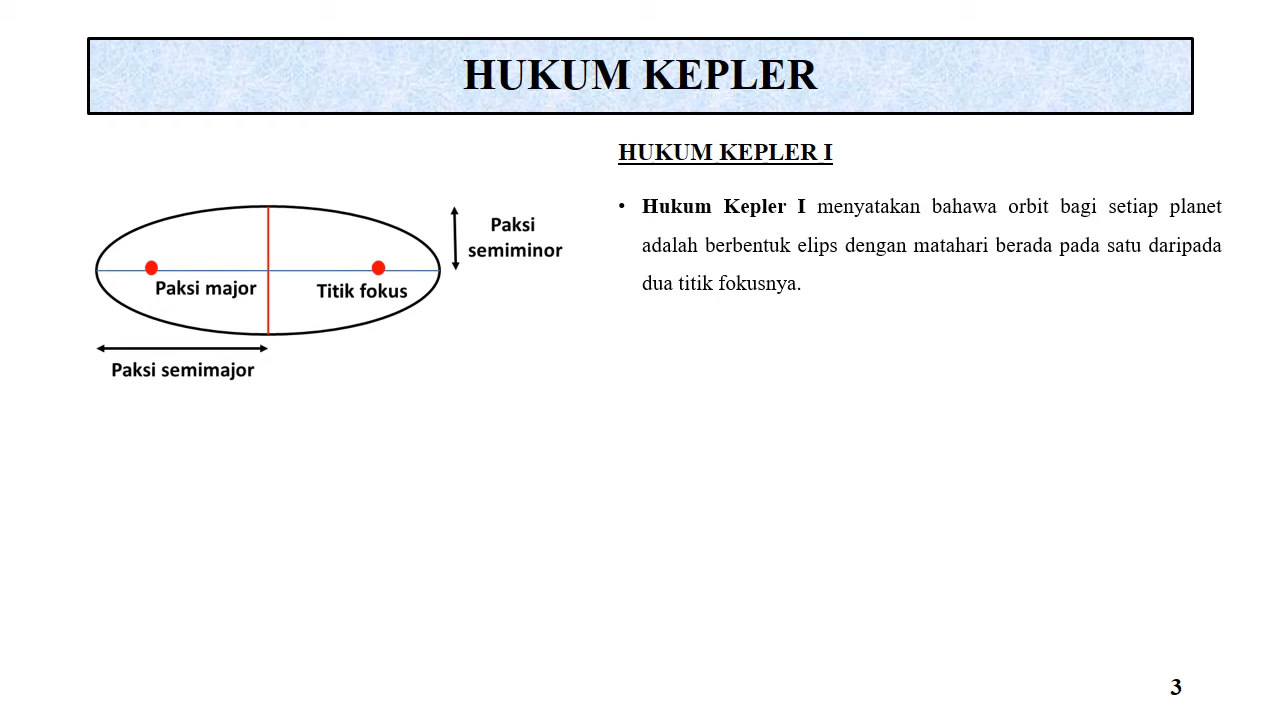 HUKUM KEPLER
HUKUM KEPLER I
• Hukum Kepler I menyatakan bahawa orbit bagi setiap planet
adalah berbentuk elips dengan matahari berada pada satu daripada
dua titik fokusnya.
Paksi
semiminor
Paksi major
Titik fokus
Paksi semimajor
3